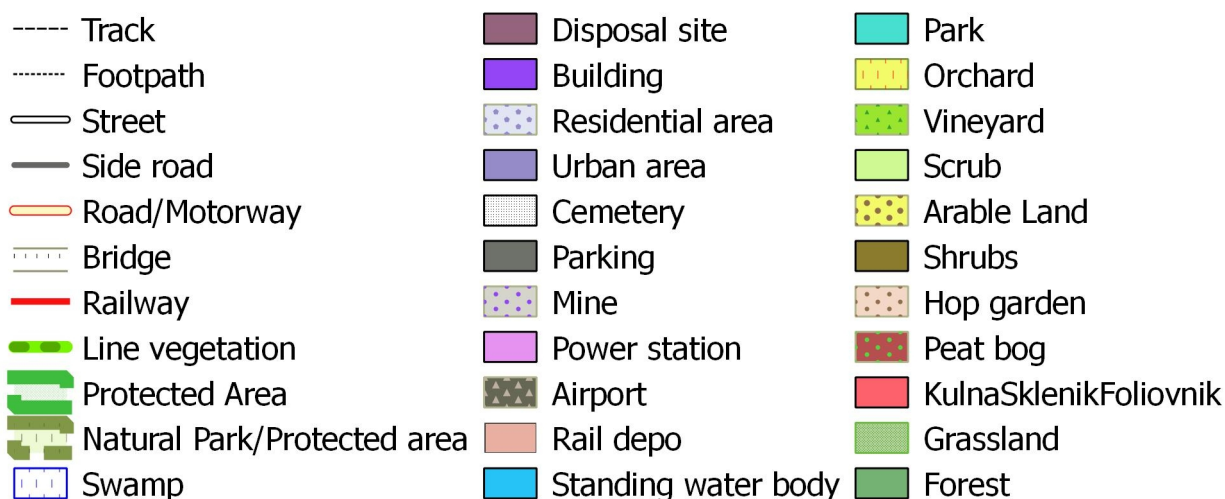 Track
Footpath
Street
Side road
Road/Motorway
Bridge
Railway
Line vegetation
Protected Area
Natural Park/Protected area
Swamp
Disposal site
Building
Residential area
Urban area
Cemetery
Parking
Mine
Power station
Airport
Rail depo
Standing water body
Park
Orchard
Vineyard
Scrub
Arable Land
Shrubs
Hop garden
Peat bog
KulnaSklenikFoliovnik
Grassland
Forest